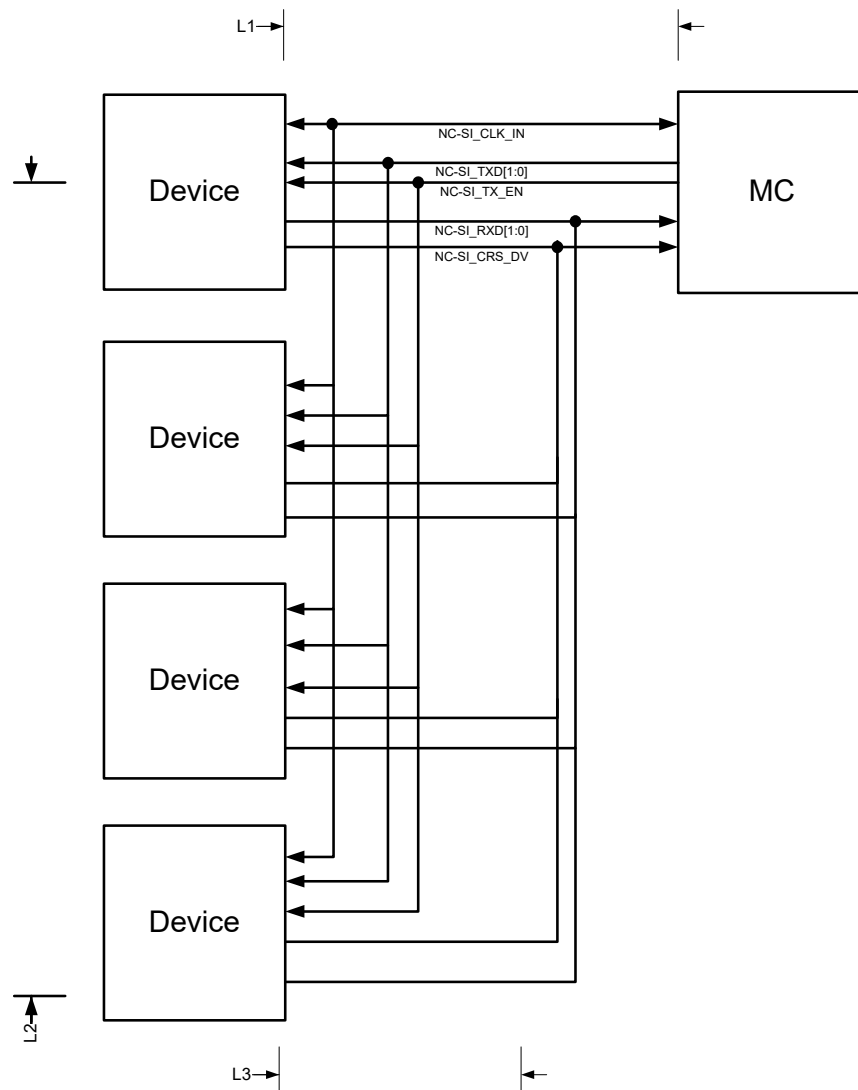 L1
Device
MC
NC-SI_CLK_IN
NC-SI_TXD[1:0]
NC-SI_TX_EN
NC-SI_RXD[1:0]
NC-SI_CRS_DV
Device
Device
Device
L2
L3